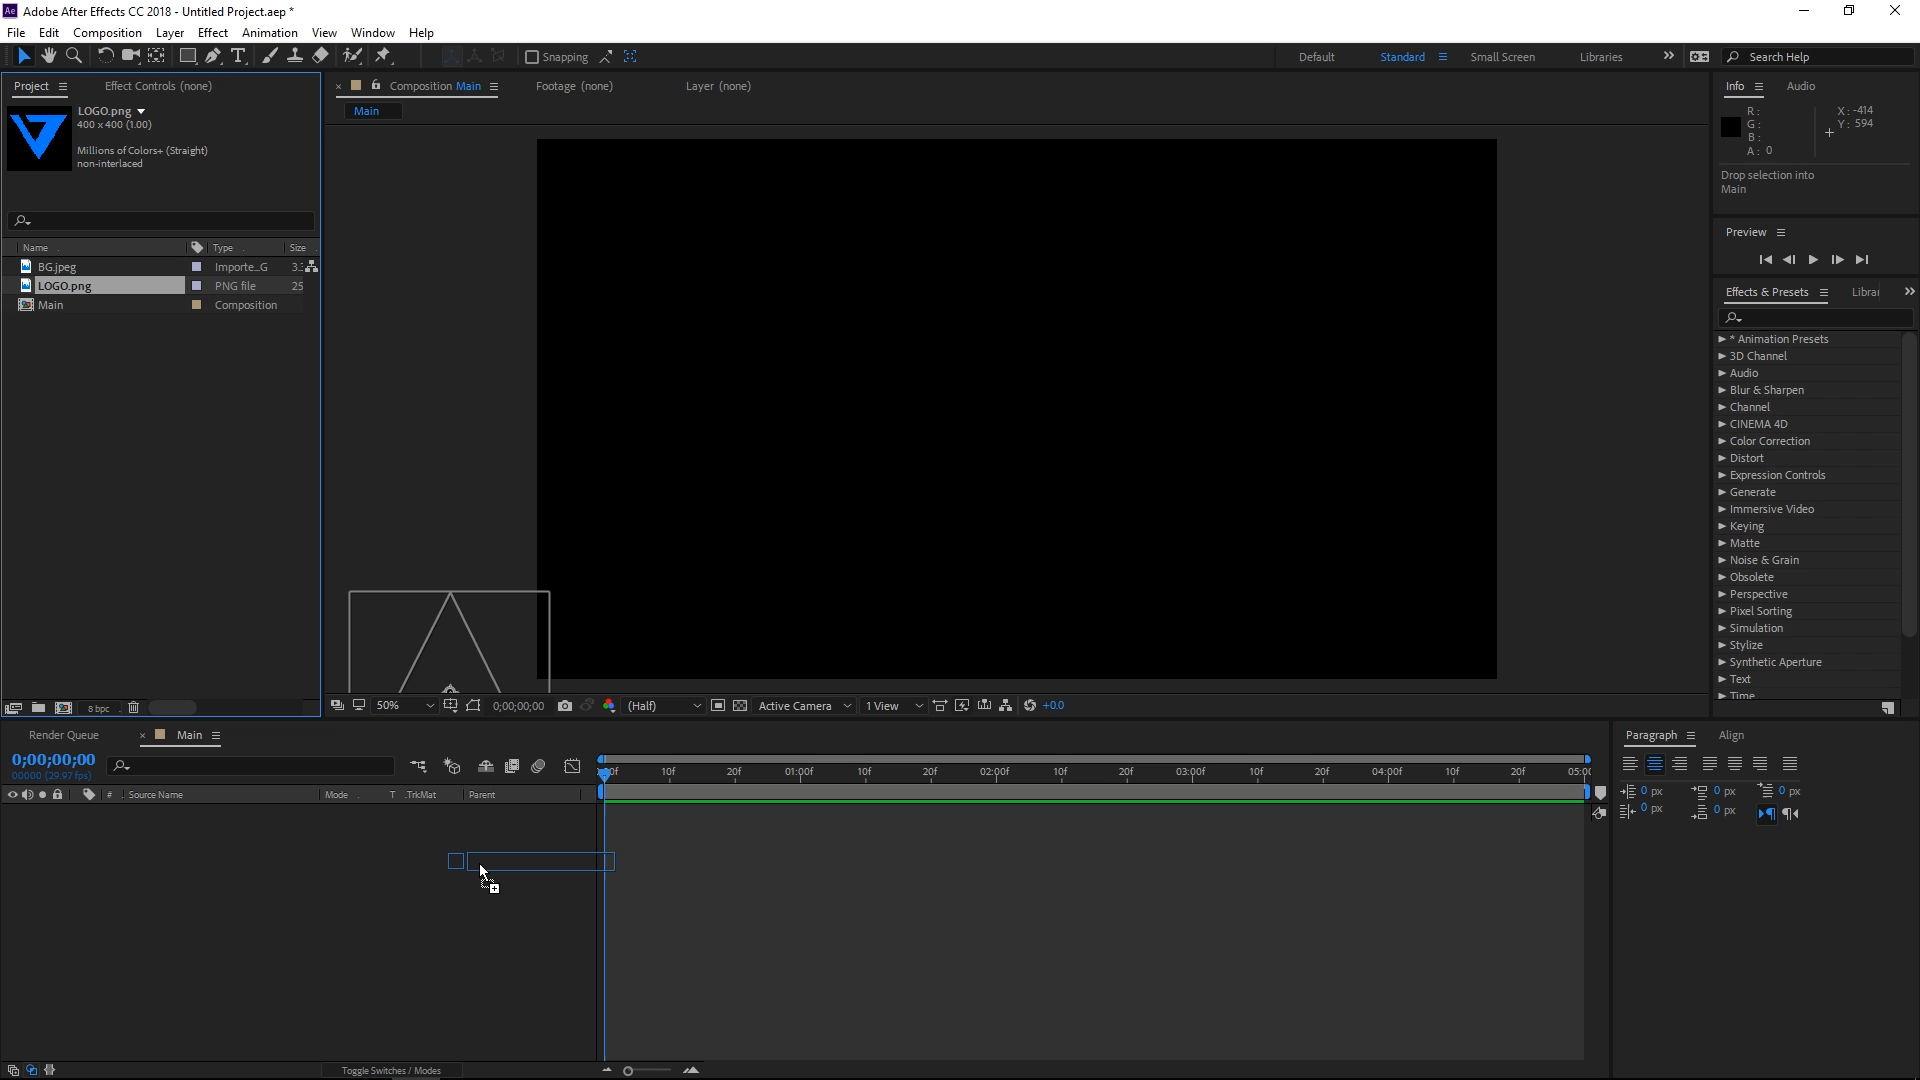 Ae Adobe After Effects CC 2018 - Untitled Project.aep *
File Edit Composition Layer Effect Animation View Window Help
Snapping Default Standard Small Screen Libraries Search Help
Project Effect Controls (none)
LOGO.png
400 x 400 (1.00)
Millions of Colors+ (Straight)
non-interlaced
Name Type Size
BG.jpeg Importe...G 3.
LOGO.png PNG file 25
Main Composition
8 bpc
Composition Main Footage (none) Layer (none)
Main
50% 0;00;00;00 (Half) Active Camera 1 View +0.0
Info Audio
R: X: -414
G: Y: 594
B:
A: 0
Drop selection into
Main
Preview
Effects & Presets Librar
* Animation Presets
3D Channel
Audio
Blur & Sharpen
Channel
CINEMA 4D
Color Correction
Distort
Expression Controls
Generate
Immersive Video
Keying
Matte
Noise & Grain
Obsolete
Perspective
Pixel Sorting
Simulation
Stylize
Synthetic Aperture
Text
Time
Render Queue Main
0;00;00;00
00000 (29.97 fps)
# Source Name Mode T .TrkMat Parent
10f 20f 01:00f 10f 20f 02:00f 10f 20f 03:00f 10f 20f 04:00f 10f 20f 05:00
Toggle Switches / Modes
Paragraph Align
0 px 0 px 0 px
0 px 0 px